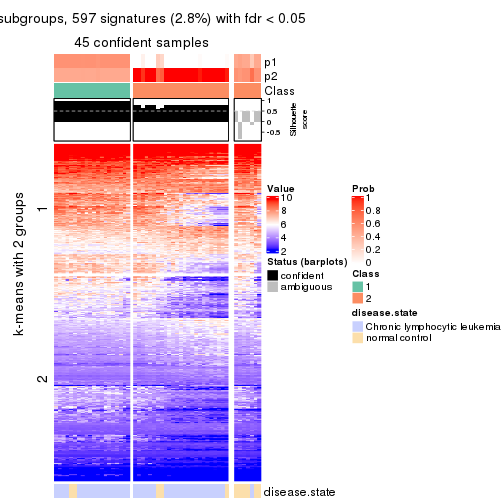 subgroups, 597 signatures (2.8%) with fdr < 0.05
45 confident samples
p1
p2
Class
1
0.5
0
-0.5
Silhouette
score
k-means with 2 groups
1
2
Value
10
8
6
4
2
Status (barplots)
confident
ambiguous
Prob
1
0.8
0.6
0.4
0.2
0
Class
1
2
disease.state
Chronic lymphocytic leukemia
normal control
disease.state